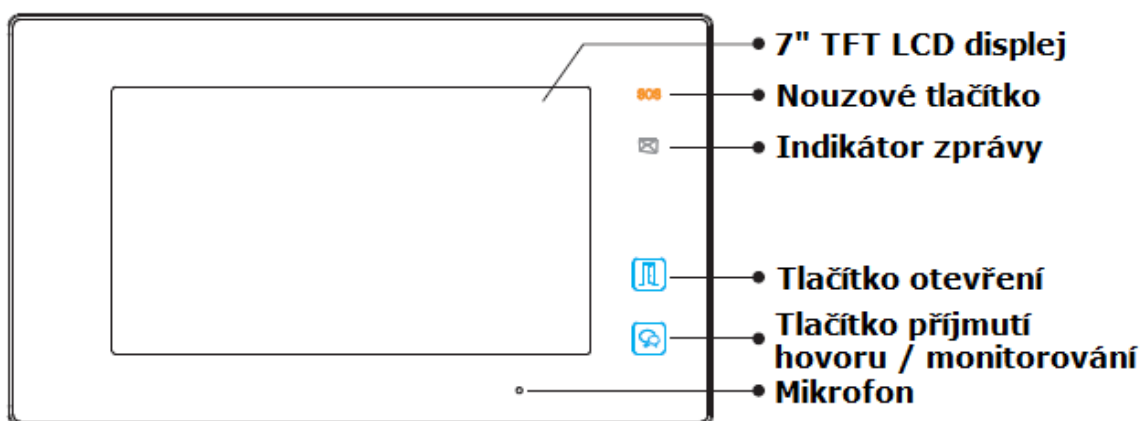 7" TFT LCD displej
SOS
Nouzové tlačítko
Indikátor zprávy
Tlačítko otevření
Tlačítko příjmutí
hovoru / monitorování
Mikrofon